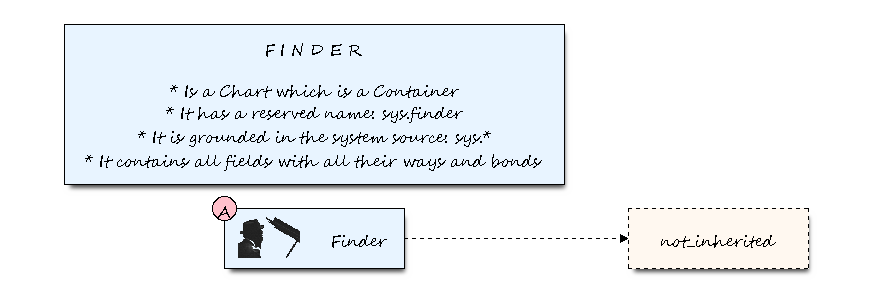 FINDER
* Is a Chart which is a Container
* It has a reserved name: sys.finder
* It is grounded in the system source: sys.*
* It contains all fields with all their ways and bonds
A
Finder
not_inherited